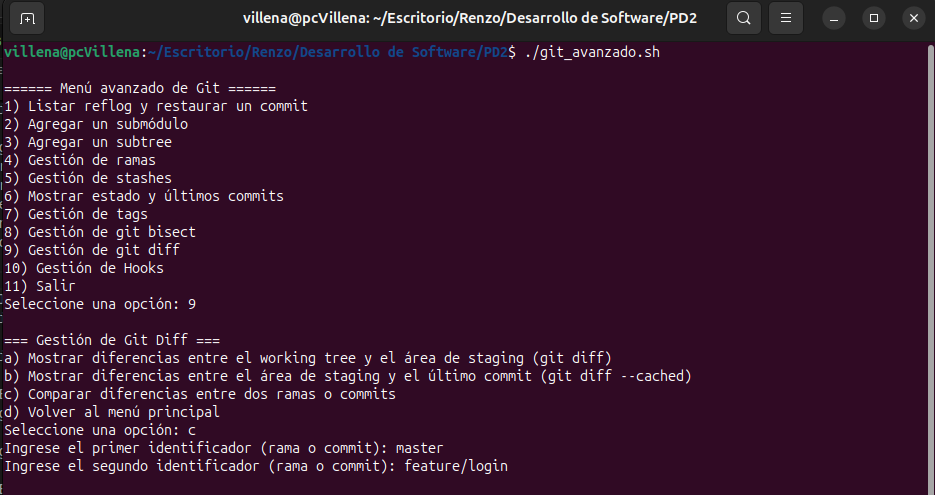 villena@pcVillena: ~/Escritorio/Renzo/Desarrollo de Software/PD2
villena@pcVillena:~/Escritorio/Renzo/Desarrollo de Software/PD2$ ./git_avanzado.sh
====== Menú avanzado de Git ======
1) Listar reflog y restaurar un commit
2) Agregar un submódulo
3) Agregar un subtree
4) Gestión de ramas
5) Gestión de stashes
6) Mostrar estado y últimos commits
7) Gestión de tags
8) Gestión de git bisect
9) Gestión de git diff
10) Gestión de Hooks
11) Salir
Seleccione una opción: 9
=== Gestión de Git Diff ===
a) Mostrar diferencias entre el working tree y el área de staging (git diff)
b) Mostrar diferencias entre el área de staging y el último commit (git diff --cached)
c) Comparar diferencias entre dos ramas o commits
d) Volver al menú principal
Seleccione una opción: c
Ingrese el primer identificador (rama o commit): master
Ingrese el segundo identificador (rama o commit): feature/login